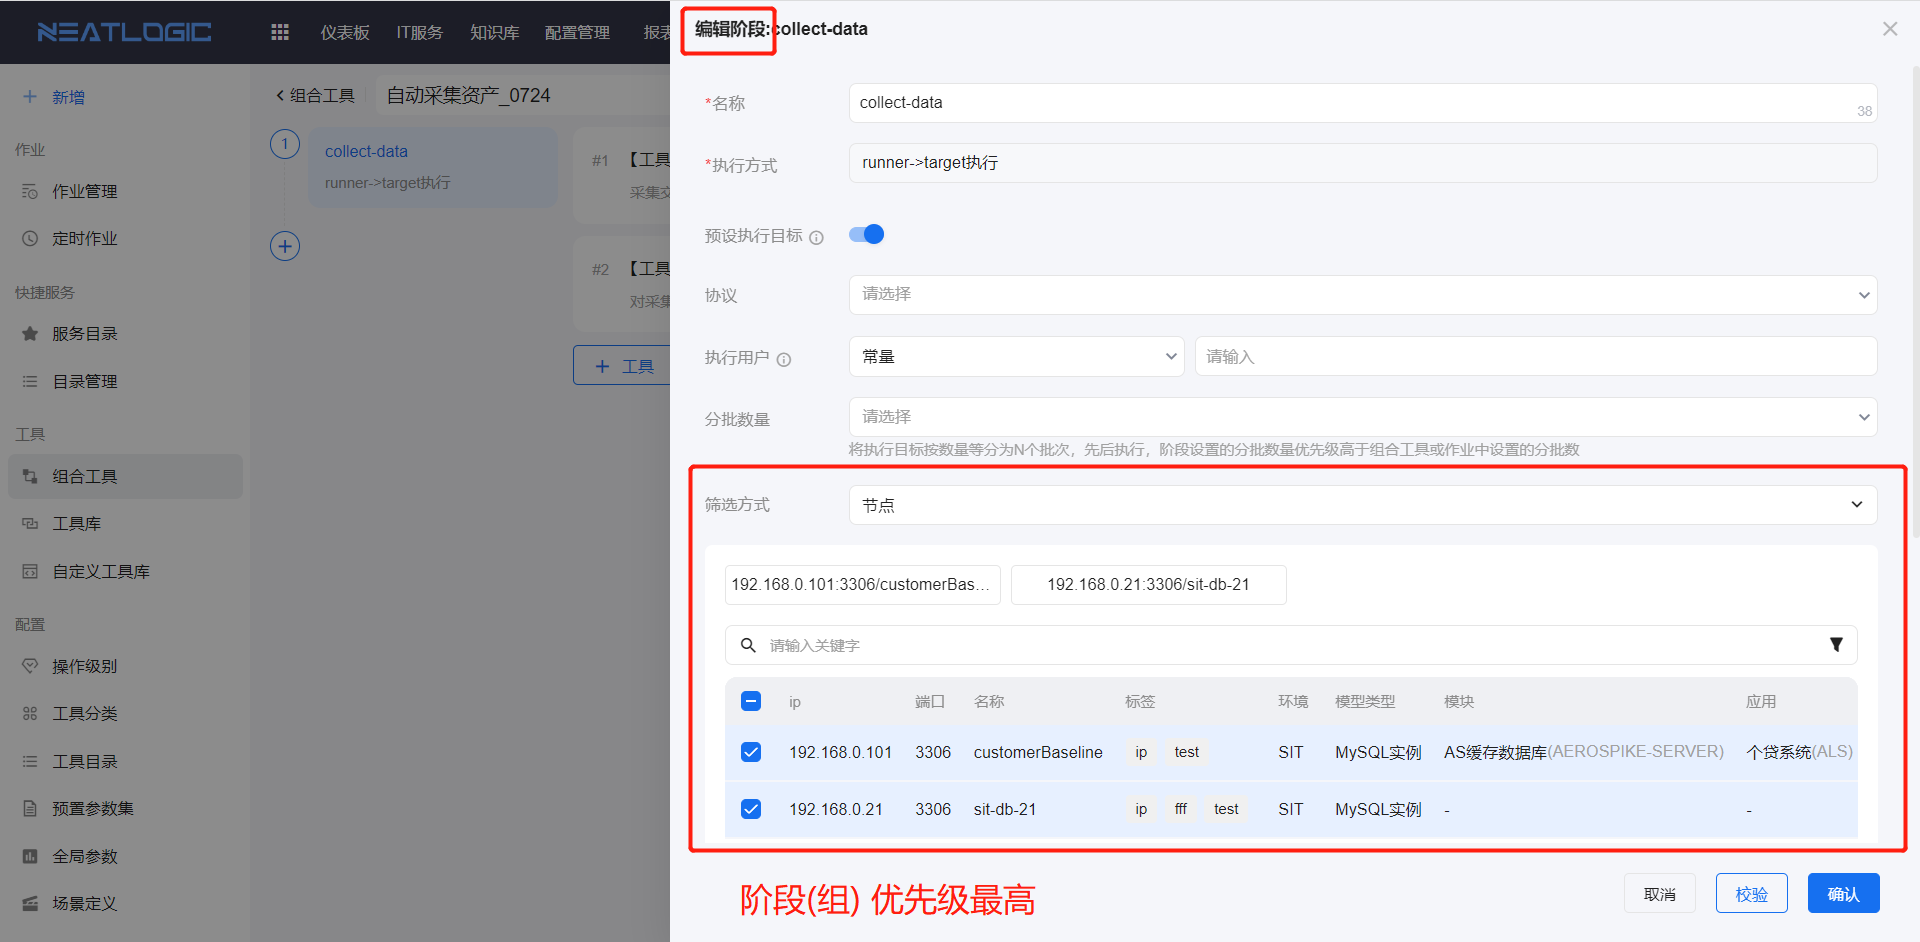 NEATLOGIC
仪表板 IT服务 知识库 配置管理 报表
新增
作业
作业管理
定时作业
快捷服务
服务目录
目录管理
工具
组合工具
工具库
自定义工具库
配置
操作级别
工具分类
工具目录
预置参数集
全局参数
场景定义
组合工具 自动采集资产_0724
1
collect-data
runner->target执行
#1 【工具
采集交
#2 【工具
对采集
工具
编辑阶段:collect-data
*名称 collect-data 38
*执行方式 runner->target执行
预设执行目标
协议 请选择
执行用户 常量 请输入
分批数量 请选择
将执行目标按数量等分为N个批次，先后执行，阶段设置的分批数量优先级高于组合工具或作业中设置的分批数
筛选方式 节点
192.168.0.101:3306/customerBas... 192.168.0.21:3306/sit-db-21
请输入关键字
ip 端口 名称 标签 环境 模型类型 模块 应用
192.168.0.101 3306 customerBaseline ip test SIT MySQL实例 AS缓存数据库(AEROSPIKE-SERVER) 个贷系统(ALS)
192.168.0.21 3306 sit-db-21 ip fff test SIT MySQL实例 - -
阶段(组) 优先级最高
取消 校验 确认